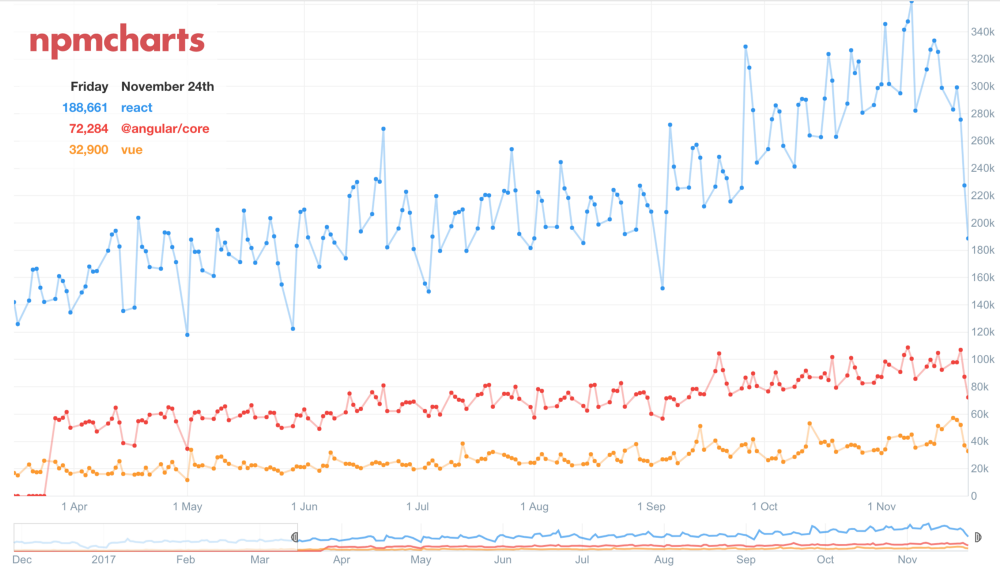 npmcharts
Friday November 24th
188,661 react
72,284 @angular/core
32,900 vue
340k
320k
300k
280k
260k
240k
220k
200k
180k
160k
140k
120k
100k
80k
60k
40k
20k
0
1 Apr 1 May 1 Jun 1 Jul 1 Aug 1 Sep 1 Oct 1 Nov
Dec 2017 Feb Mar Apr May Jun Jul Aug Sep Oct Nov